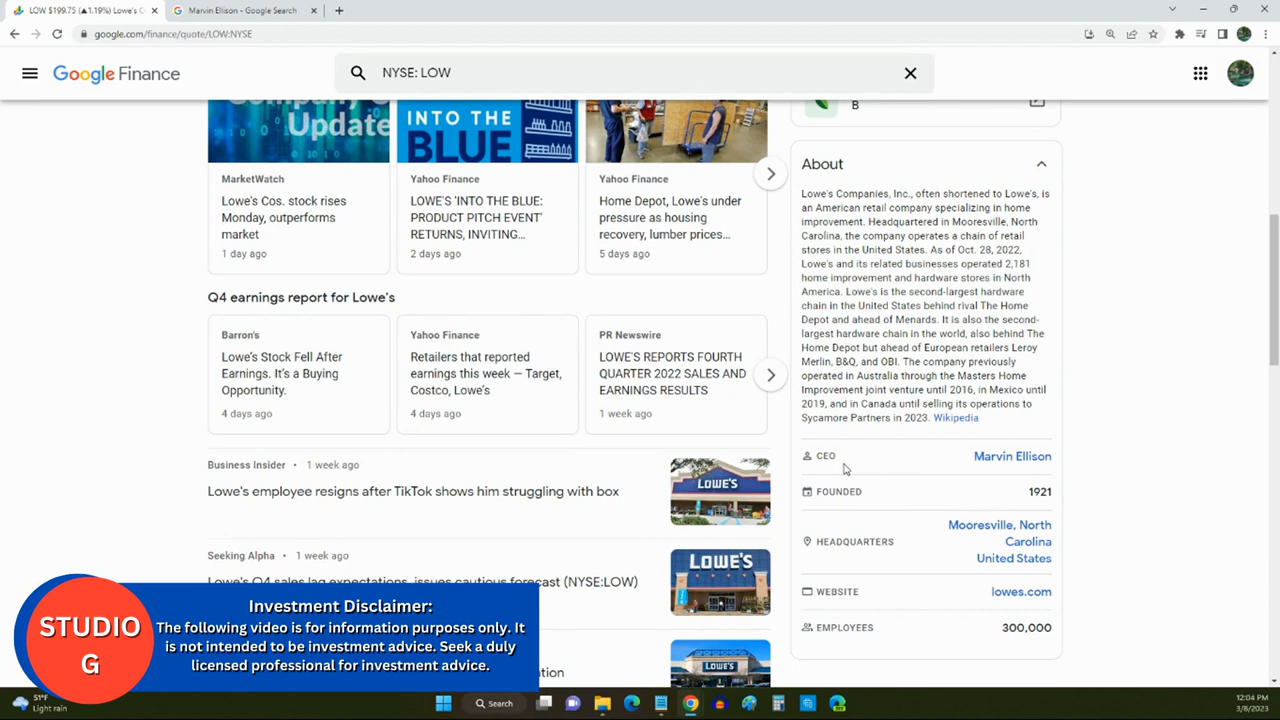 LOW $199.75 (▲1.19%) Lowe's C
Marvin Ellison - Google Search
google.com/finance/quote/LOW:NYSE
Google Finance
NYSE: LOW
Company
Update
INTO THE
BLUE
MarketWatch
Lowe's Cos. stock rises
Monday, outperforms
market
1 day ago
Yahoo Finance
LOWE'S 'INTO THE BLUE:
PRODUCT PITCH EVENT'
RETURNS, INVITING...
2 days ago
Yahoo Finance
Home Depot, Lowe's under
pressure as housing
recovery, lumber prices...
5 days ago
Q4 earnings report for Lowe's
Barron's
Lowe's Stock Fell After
Earnings. It's a Buying
Opportunity.
4 days ago
Yahoo Finance
Retailers that reported
earnings this week — Target,
Costco, Lowe's
4 days ago
PR Newswire
LOWE'S REPORTS FOURTH
QUARTER 2022 SALES AND
EARNINGS RESULTS
1 week ago
Business Insider • 1 week ago
Lowe's employee resigns after TikTok shows him struggling with box
LOWE'S
Seeking Alpha • 1 week ago
Lowe's Q4 sales lag expectations, issues cautious forecast (NYSE:LOW)
LOWE'S
LOWE'S
B
About
Lowe's Companies, Inc., often shortened to Lowe's, is
an American retail company specializing in home
improvement. Headquartered in Mooresville, North
Carolina, the company operates a chain of retail
stores in the United States. As of Oct. 28, 2022,
Lowe's and its related businesses operated 2,181
home improvement and hardware stores in North
America. Lowe's is the second-largest hardware
chain in the United States behind rival The Home
Depot and ahead of Menards. It is also the second-
largest hardware chain in the world, also behind The
Home Depot but ahead of European retailers Leroy
Merlin, B&Q, and OBI. The company previously
operated in Australia through the Masters Home
Improvement joint venture until 2016, in Mexico until
2019, and in Canada until selling its operations to
Sycamore Partners in 2023. Wikipedia
CEO
Marvin Ellison
FOUNDED
1921
HEADQUARTERS
Mooresville, North
Carolina
United States
WEBSITE
lowes.com
EMPLOYEES
300,000
STUDIO
G
Investment Disclaimer:
The following video is for information purposes only. It
is not intended to be investment advice. Seek a duly
licensed professional for investment advice.
51°F
Light rain
Search
12:04 PM
3/8/2023